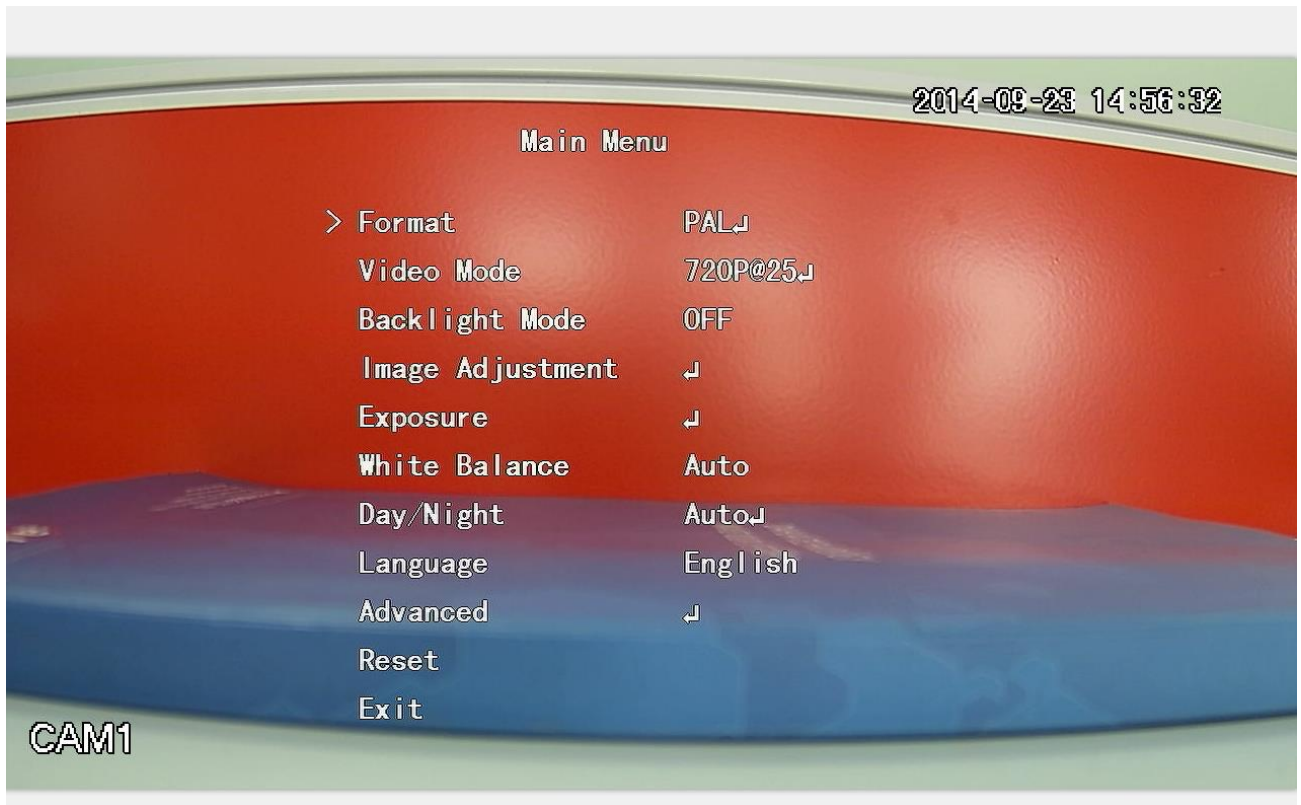 2014-09-23 14:56:32
Main Menu
> Format PAL↲
Video Mode 720P@25↲
Backlight Mode OFF
Image Adjustment ↲
Exposure ↲
White Balance Auto
Day/Night Auto↲
Language English
Advanced ↲
Reset
Exit
CAM1